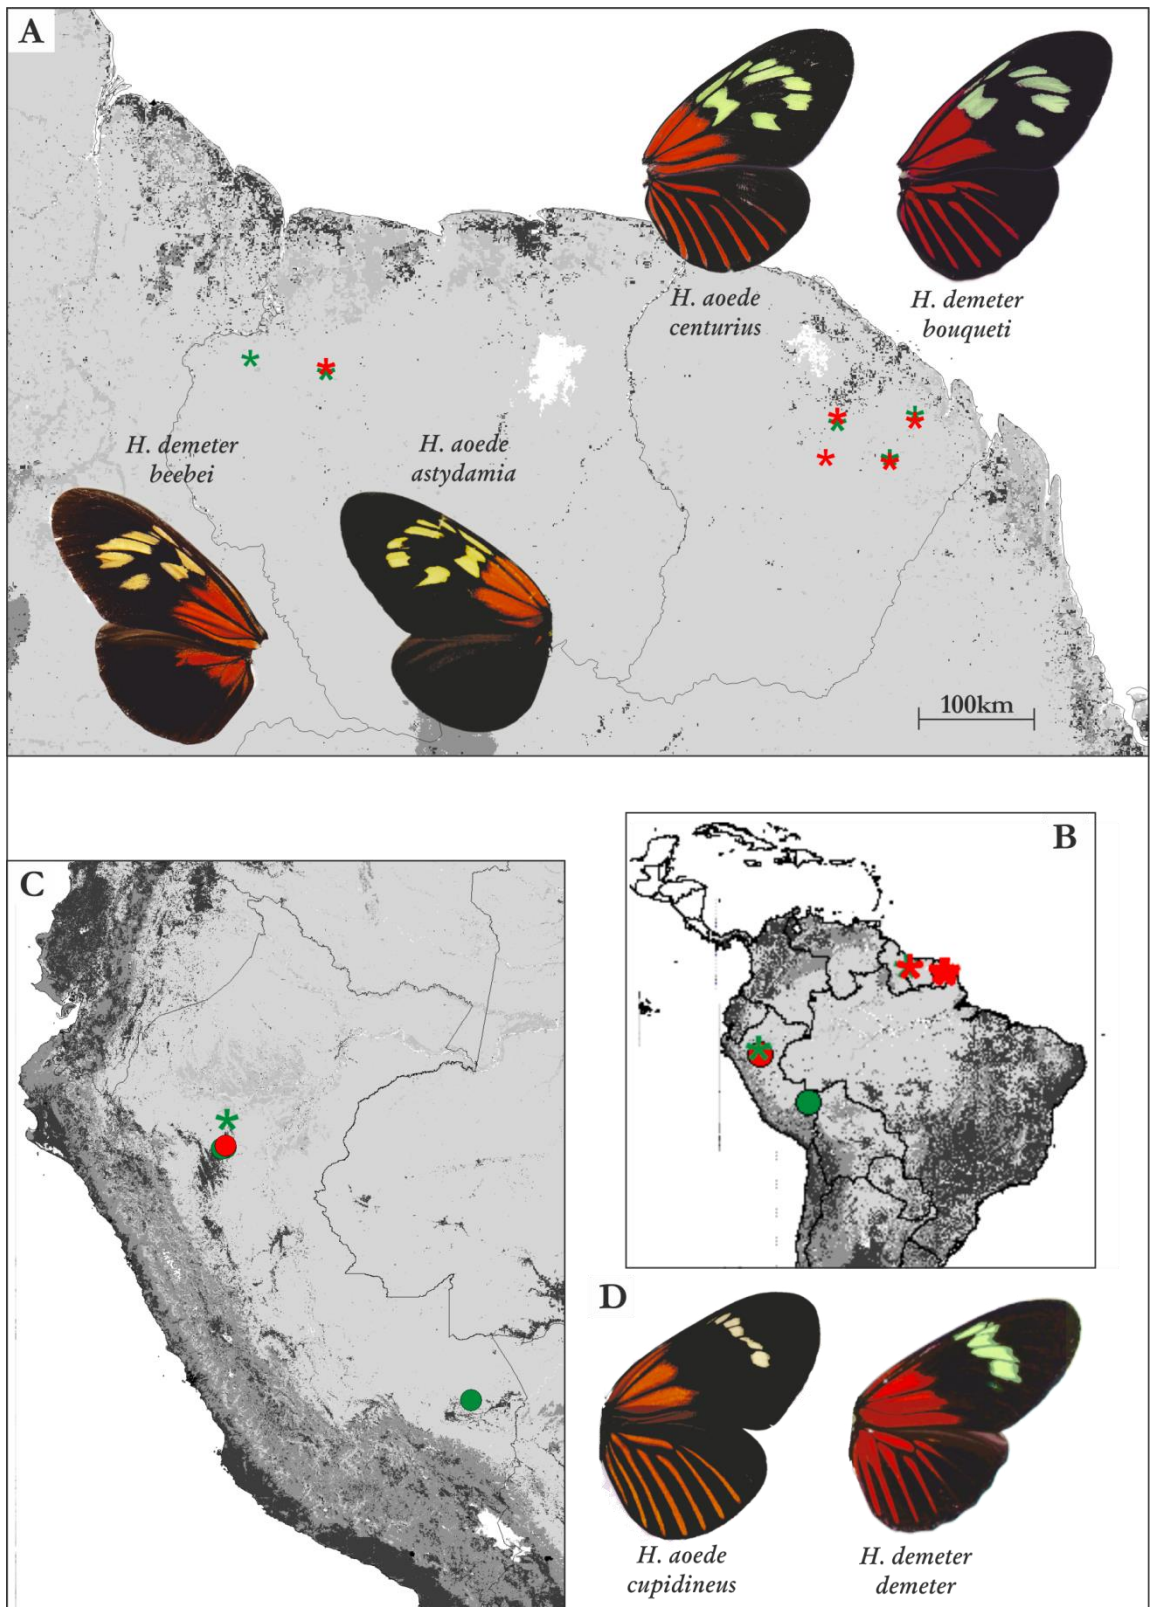 A
H. aoede
centurius
H. demeter
bouqueti
H. demeter
beebei
H. aoede
astydamia
100km
B
C
D
H. aoede
cupidineus
H. demeter
demeter